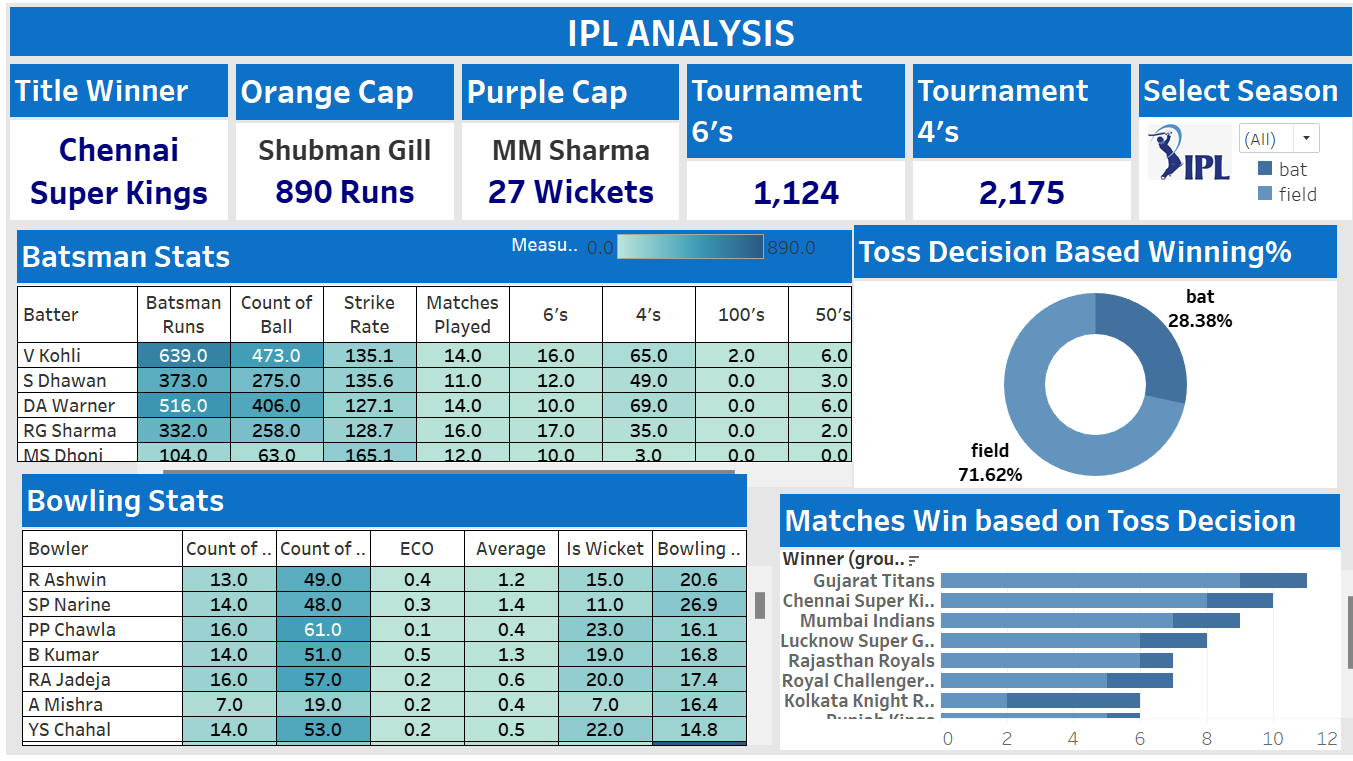 IPL ANALYSIS
Title Winner
Chennai
Super Kings
Orange Cap
Shubman Gill
890 Runs
Purple Cap
MM Sharma
27 Wickets
Tournament
6's
1,124
Tournament
4's
2,175
Select Season
IPL
(All)
bat
field
Batsman Stats
Measu.. 0.0 890.0
Batter Batsman Runs Count of Ball Strike Rate Matches Played 6's 4's 100's 50's
V Kohli 639.0 473.0 135.1 14.0 16.0 65.0 2.0 6.0
S Dhawan 373.0 275.0 135.6 11.0 12.0 49.0 0.0 3.0
DA Warner 516.0 406.0 127.1 14.0 10.0 69.0 0.0 6.0
RG Sharma 332.0 258.0 128.7 16.0 17.0 35.0 0.0 2.0
MS Dhoni 104.0 63.0 165.1 12.0 10.0 3.0 0.0 0.0
Toss Decision Based Winning%
bat
28.38%
field
71.62%
Bowling Stats
Bowler Count of .. Count of .. ECO Average Is Wicket Bowling ..
R Ashwin 13.0 49.0 0.4 1.2 15.0 20.6
SP Narine 14.0 48.0 0.3 1.4 11.0 26.9
PP Chawla 16.0 61.0 0.1 0.4 23.0 16.1
B Kumar 14.0 51.0 0.5 1.3 19.0 16.8
RA Jadeja 16.0 57.0 0.2 0.6 20.0 17.4
A Mishra 7.0 19.0 0.2 0.4 7.0 16.4
YS Chahal 14.0 53.0 0.2 0.5 22.0 14.8
Matches Win based on Toss Decision
Winner (grou..
Gujarat Titans
Chennai Super Ki..
Mumbai Indians
Lucknow Super G..
Rajasthan Royals
Royal Challenger..
Kolkata Knight R..
Punjab Kings
0 2 4 6 8 10 12